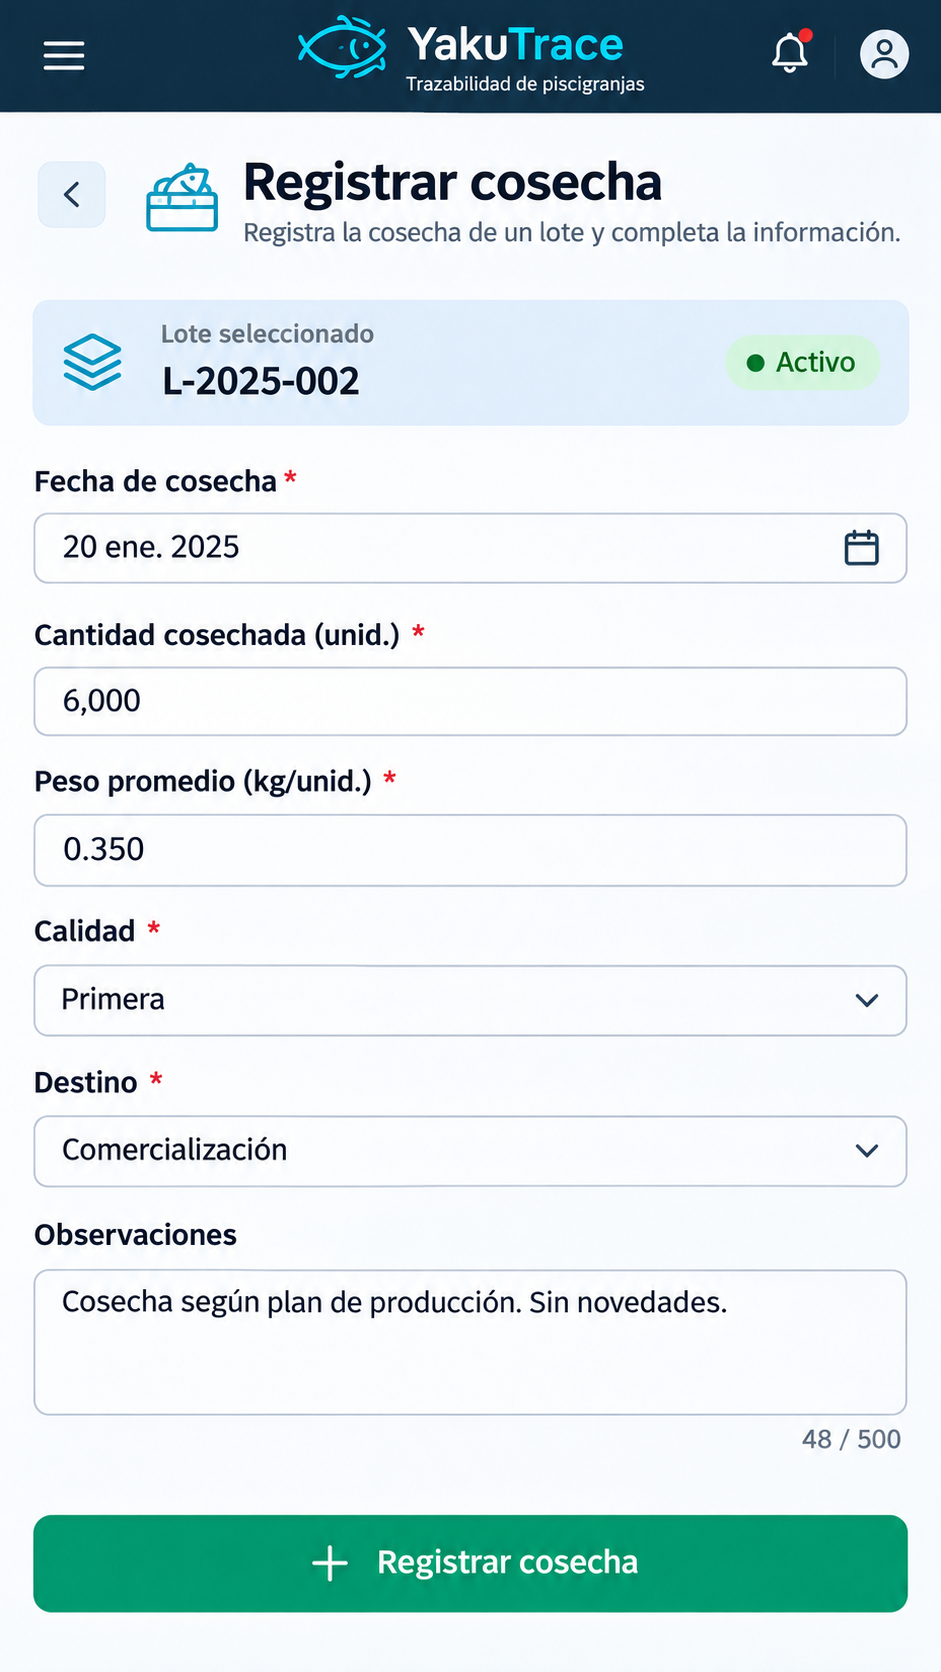 YakuTrace
Trazabilidad de piscigranjas
Registrar cosecha
Registra la cosecha de un lote y completa la información.
Lote seleccionado
L-2025-002
Activo
Fecha de cosecha *
20 ene. 2025
Cantidad cosechada (unid.) *
6,000
Peso promedio (kg/unid.) *
0.350
Calidad *
Primera
Destino *
Comercialización
Observaciones
Cosecha según plan de producción. Sin novedades.
48 / 500
Registrar cosecha